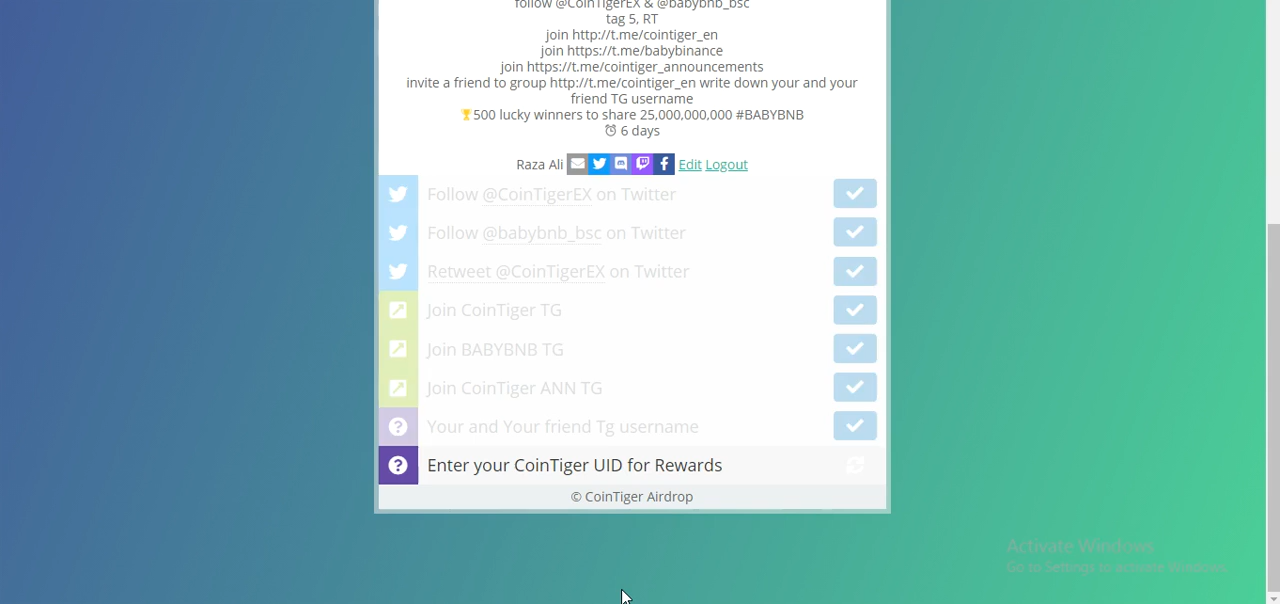 follow @CoinTigerEX & @babybnb_bsc
tag 5, RT
join http://t.me/cointiger_en
join https://t.me/babybinance
join https://t.me/cointiger_announcements
invite a friend to group http://t.me/cointiger_en write down your and your
friend TG username
🏆500 lucky winners to share 25,000,000,000 #BABYBNB
⏰ 6 days
Raza Ali Edit Logout
Follow @CoinTigerEX on Twitter
Follow @babybnb_bsc on Twitter
Retweet @CoinTigerEX on Twitter
Join CoinTiger TG
Join BABYBNB TG
Join CoinTiger ANN TG
Your and Your friend Tg username
Enter your CoinTiger UID for Rewards
© CoinTiger Airdrop
Activate Windows
Go to Settings to activate Windows.